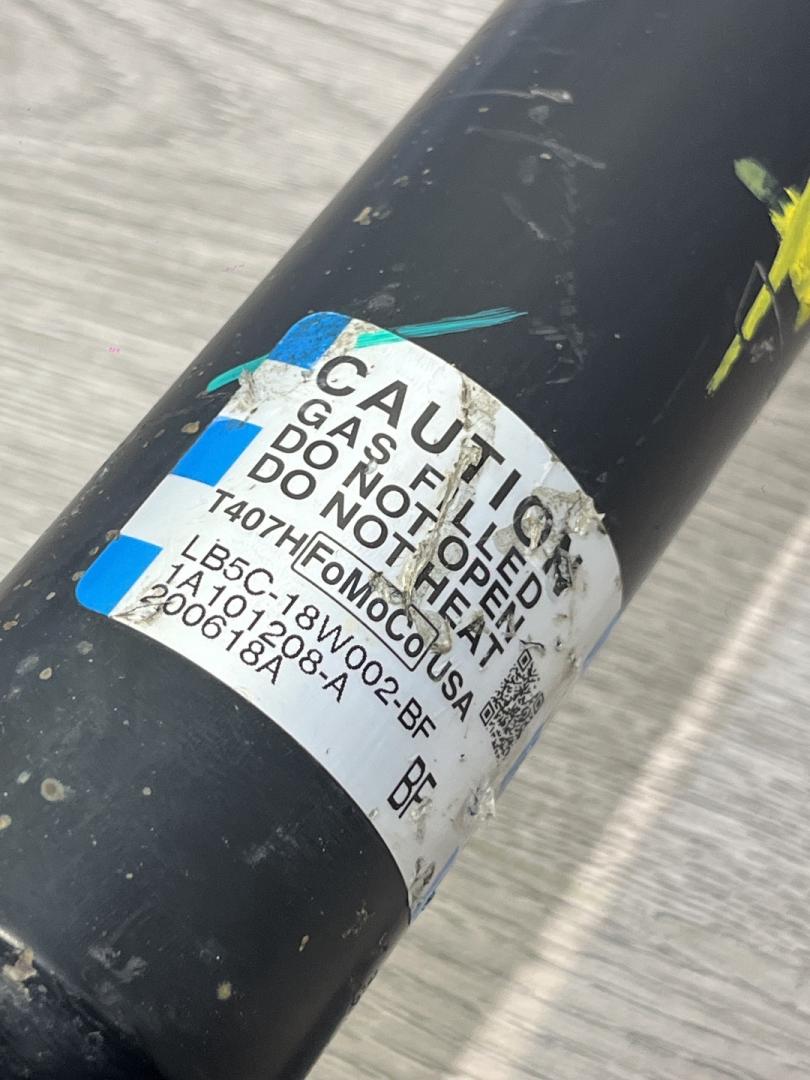 CAUTION
GAS FILLED
DO NOT OPEN
DO NOT HEAT
T407H FoMoCo USA
LB5C-18W002-BF
1A101208-A
200618A
BF